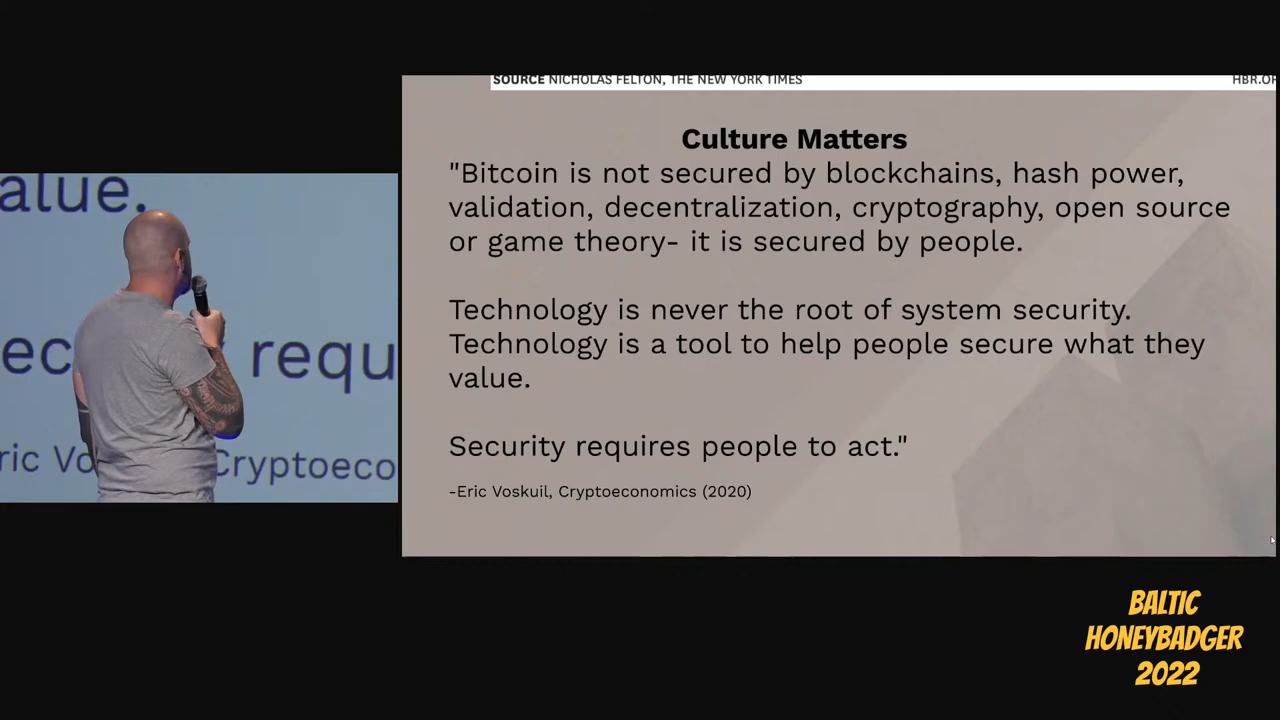 SOURCE NICHOLAS FELTON, THE NEW YORK TIMES
Culture Matters
"Bitcoin is not secured by blockchains, hash power,
validation, decentralization, cryptography, open source
or game theory- it is secured by people.
Technology is never the root of system security.
Technology is a tool to help people secure what they
value.
Security requires people to act."
-Eric Voskuil, Cryptoeconomics (2020)
alue.
requ
ric Vo
Cryptoeco
BALTIC
HONEYBADGER
2022